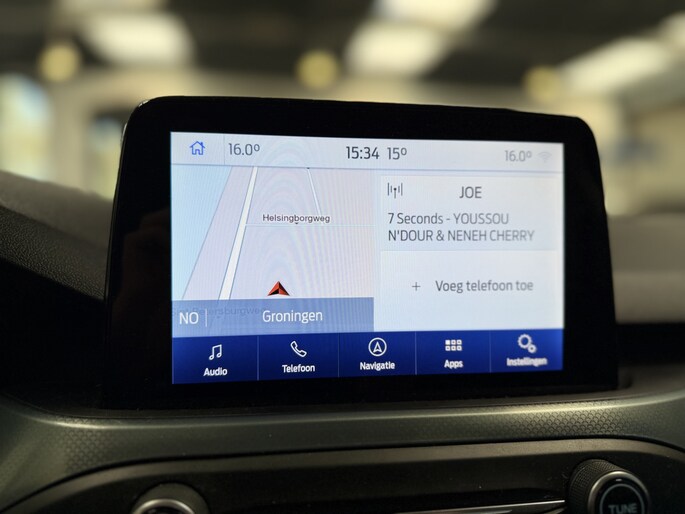 16.0° 15:34 15° 16.0°
Helsingborgweg
JOE
7 Seconds - YOUSSOU
N'DOUR & NENEH CHERRY
+ Voeg telefoon toe
NO Groningen
Audio Telefoon Navigatie Apps Instellingen
TUNE